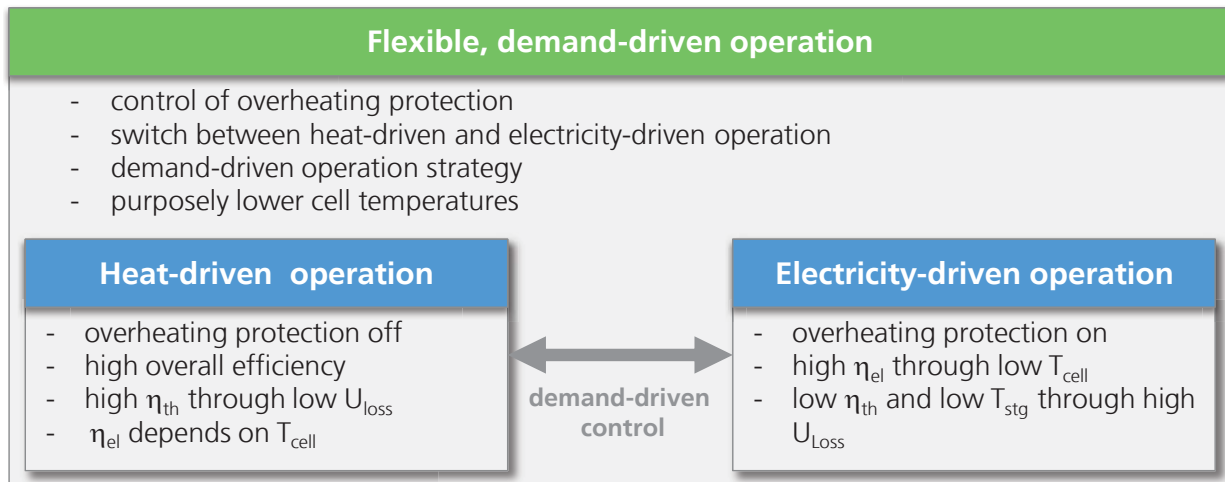 Flexible, demand-driven operation
- control of overheating protection
- switch between heat-driven and electricity-driven operation
- demand-driven operation strategy
- purposely lower cell temperatures
Heat-driven operation
- overheating protection off
- high overall efficiency
- high ηth through low Uloss
- ηel depends on Tcell
demand-driven
control
Electricity-driven operation
- overheating protection on
- high ηel through low Tcell
- low ηth and low Tstg through high
ULoss